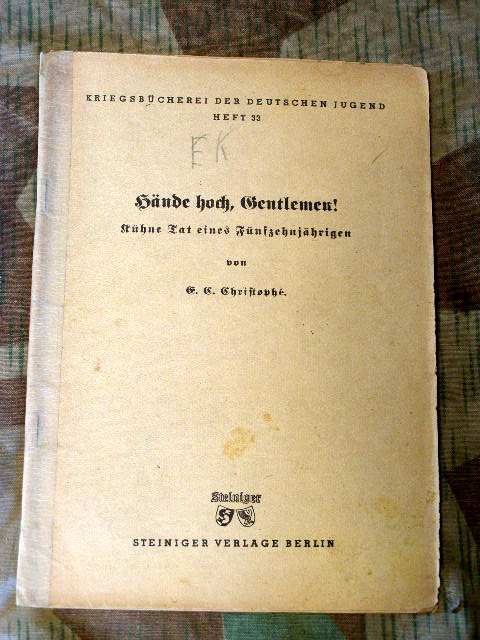 KRIEGSBÜCHEREI DER DEUTSCHEN JUGEND
HEFT 33
EK
Hände hoch, Gentlemen!
Kühne Tat eines Fünfzehnjährigen
von
E. C. Christophé.
Steiniger
STEINIGER VERLAGE BERLIN